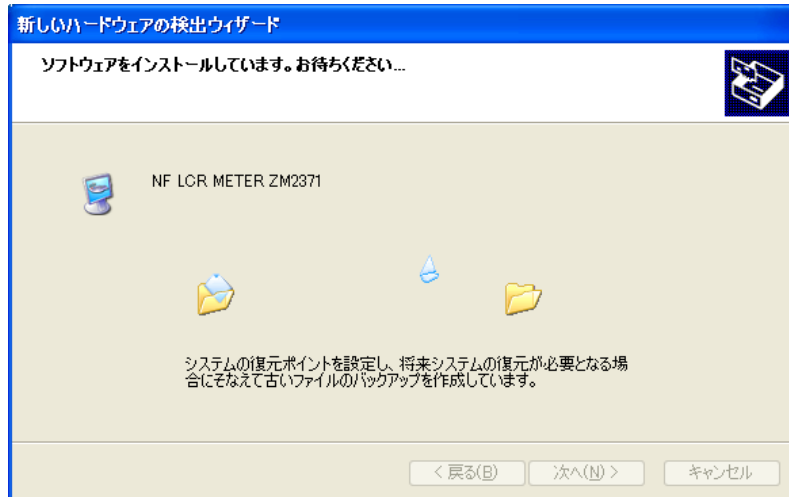 新しいハードウェアの検出ウィザード
ソフトウェアをインストールしています。お待ちください...
NF LCR METER ZM2371
システムの復元ポイントを設定し、将来システムの復元が必要となる場
合にそなえて古いファイルのバックアップを作成しています。
< 戻る(B) 次へ(N) > キャンセル